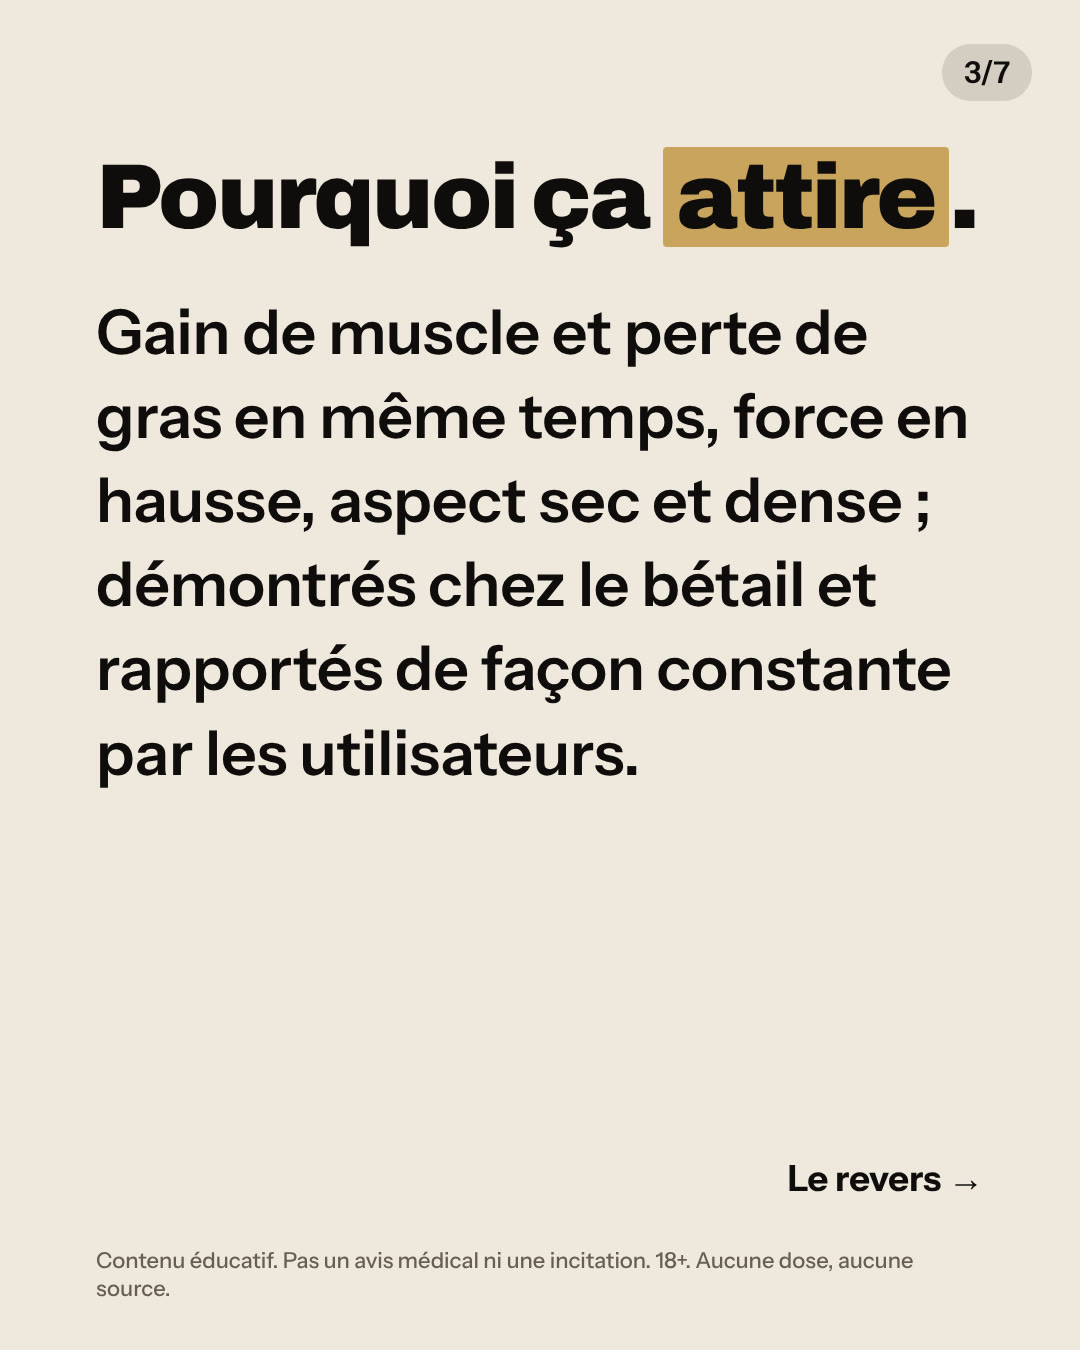 3/7
Pourquoi ça attire.
Gain de muscle et perte de
gras en même temps, force en
hausse, aspect sec et dense ;
démontrés chez le bétail et
rapportés de façon constante
par les utilisateurs.
Le revers →
Contenu éducatif. Pas un avis médical ni une incitation. 18+. Aucune dose, aucune
source.